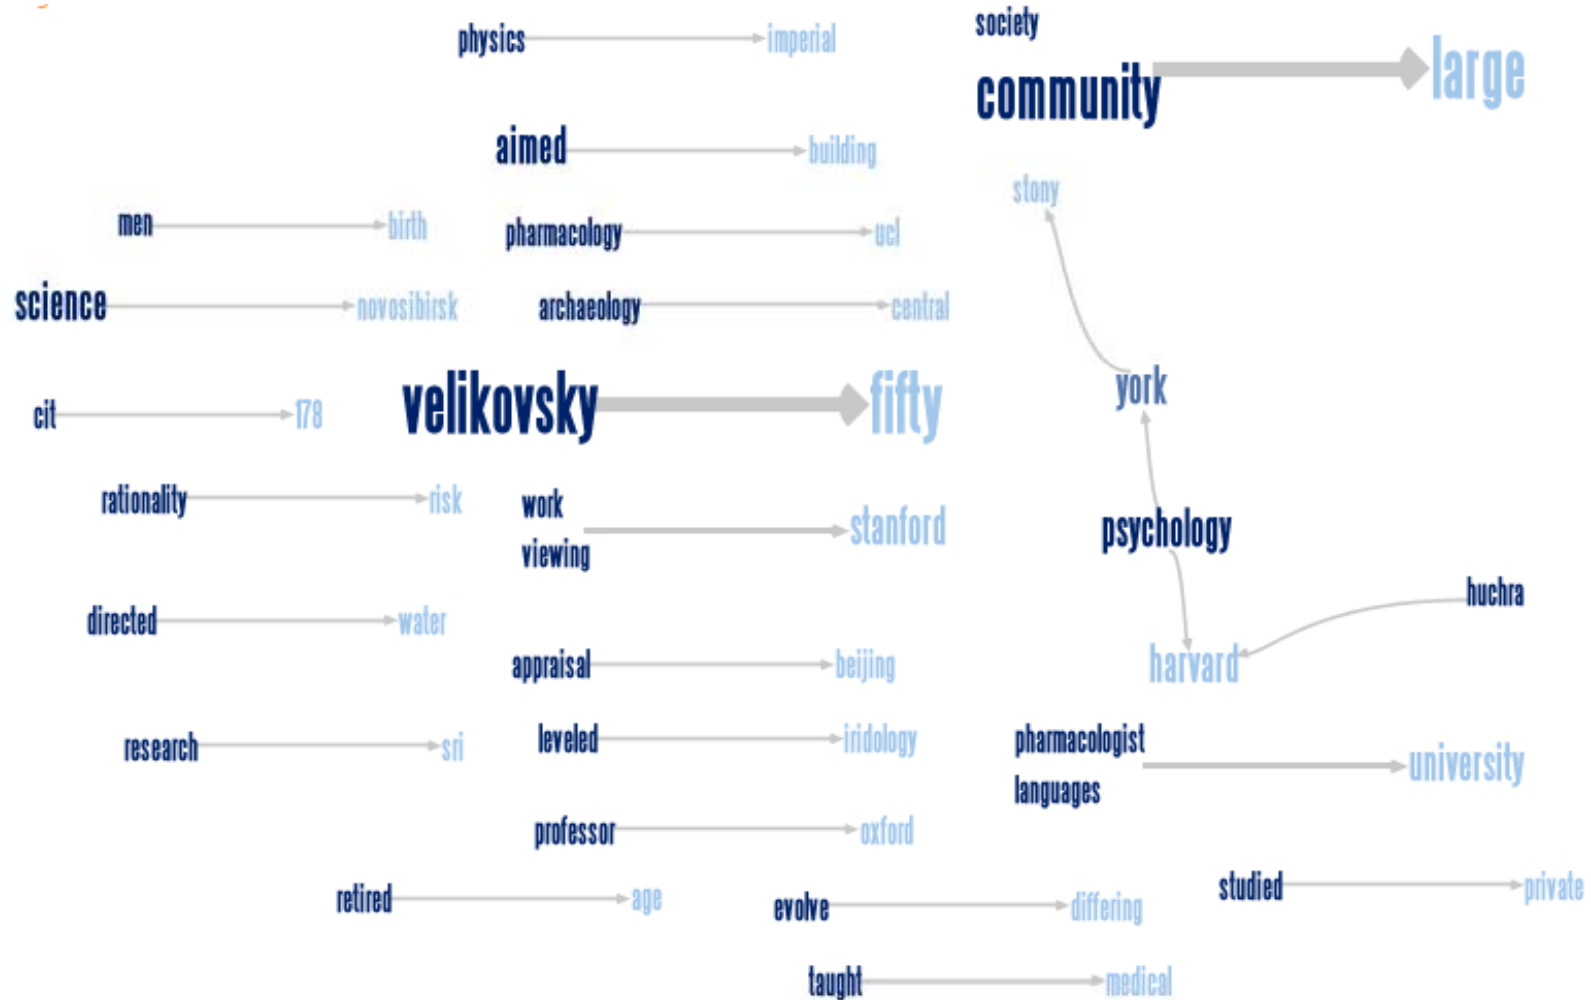 physics imperial
society
community large
aimed building
stony
men birth
pharmacology ucl
science novosibirsk
archaeology central
york
velikovsky fifty
cit 178
rationality risk
work
viewing
stanford
psychology
huchra
directed water
appraisal beijing
harvard
research sri
leveled iridology
pharmacologist
languages
university
professor oxford
retired age
studied private
evolve differing
taught medical